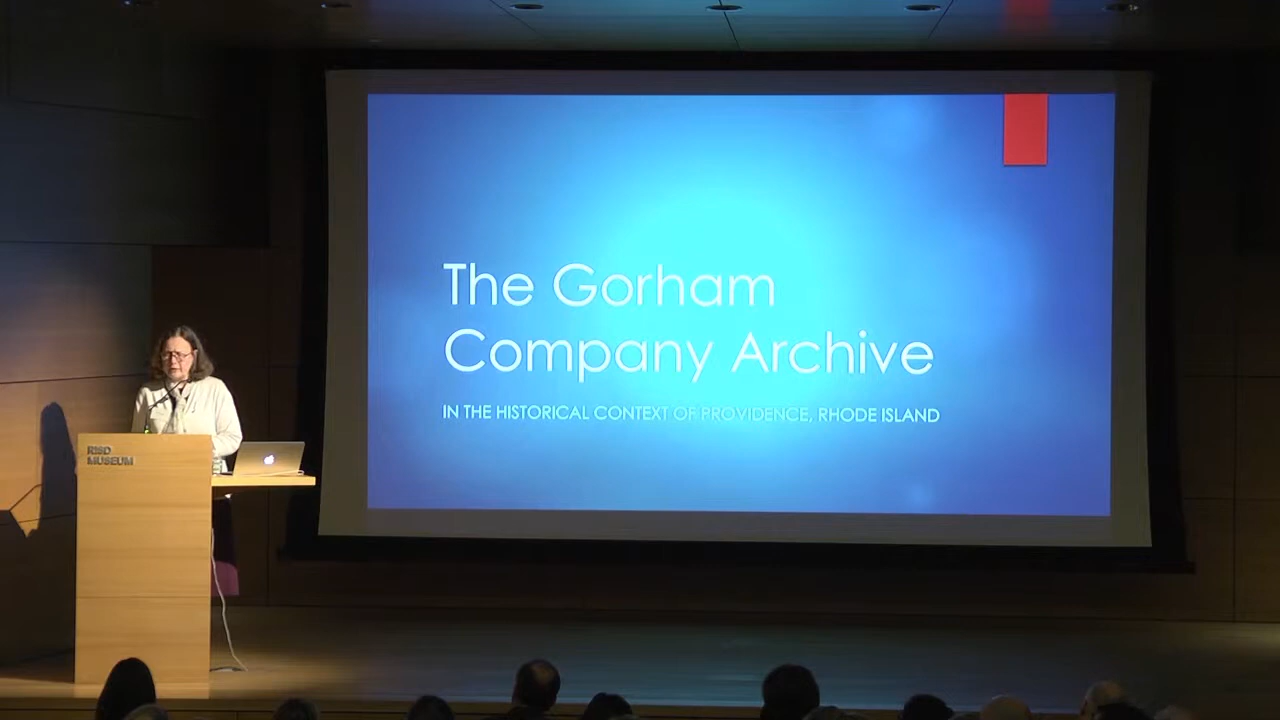 The Gorham
Company Archive
IN THE HISTORICAL CONTEXT OF PROVIDENCE, RHODE ISLAND
RISD
MUSEUM